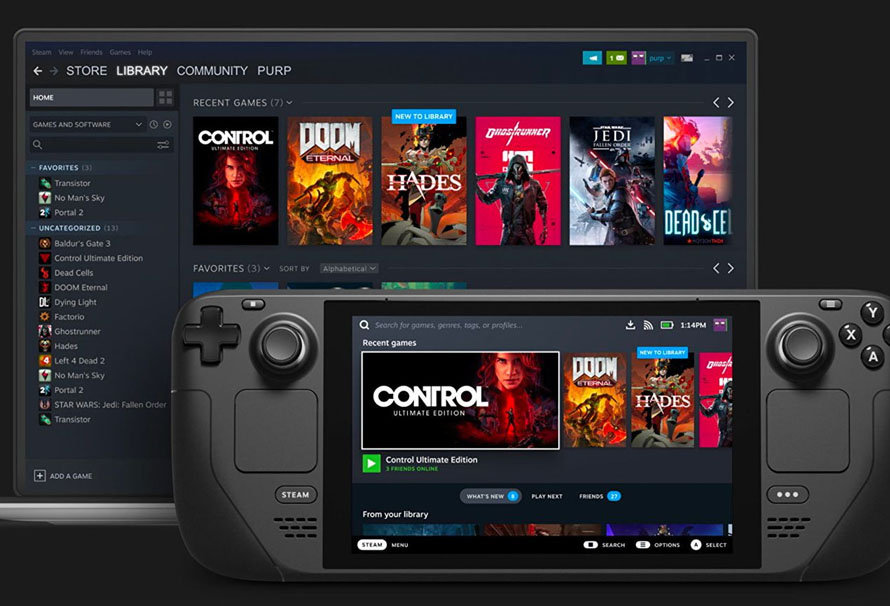 Steam View Friends Games Help
1 purp
STORE LIBRARY COMMUNITY PURP
HOME
RECENT GAMES (7)
GAMES AND SOFTWARE
NEW TO LIBRARY
CONTROL
ULTIMATE EDITION
DOOM
ETERNAL
HADES
GHOSTRUNNER
STAR WARS
JEDI
FALLEN ORDER
DEAD CEL
FAVORITES (3)
Transistor
No Man's Sky
Portal 2
UNCATEGORIZED (13)
Baldur's Gate 3
Control Ultimate Edition
Dead Cells
DOOM Eternal
Dying Light
Factorio
Ghostrunner
Hades
Left 4 Dead 2
No Man's Sky
Portal 2
STAR WARS: Jedi: Fallen Order
Transistor
ADD A GAME
FAVORITES (3) SORT BY Alphabetical
Search for games, genres, tags, or profiles... 1:14PM
Recent games
NEW TO LIBRARY
CONTROL
ULTIMATE EDITION
DOOM
ETERNAL
HADES
Control Ultimate Edition
3 FRIENDS ONLINE
WHAT'S NEW 6 PLAY NEXT FRIENDS 27
From your library
STEAM MENU SEARCH OPTIONS A SELECT
STEAM
Y
X
A